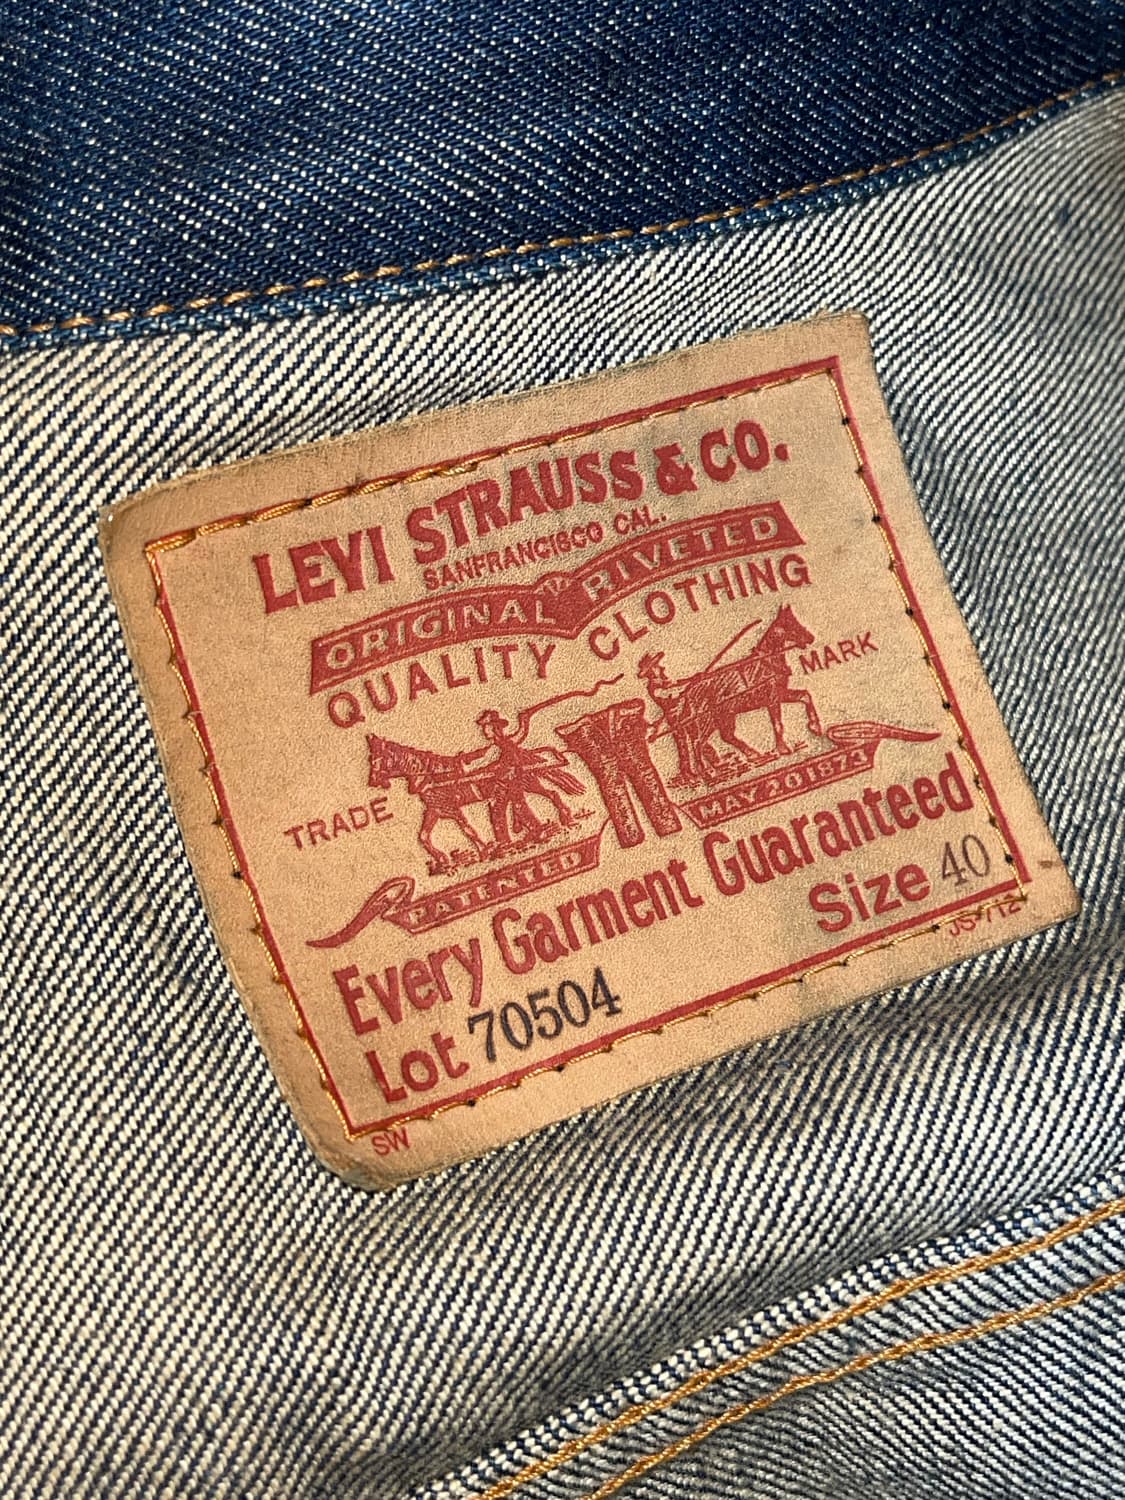 LEVI STRAUSS & CO.
SANFRANCISCO CAL.
ORIGINAL RIVETED
QUALITY CLOTHING
TRADE MARK
PATENTED MAY 20 1873
Every Garment Guaranteed
Lot 70504 Size 40
SW